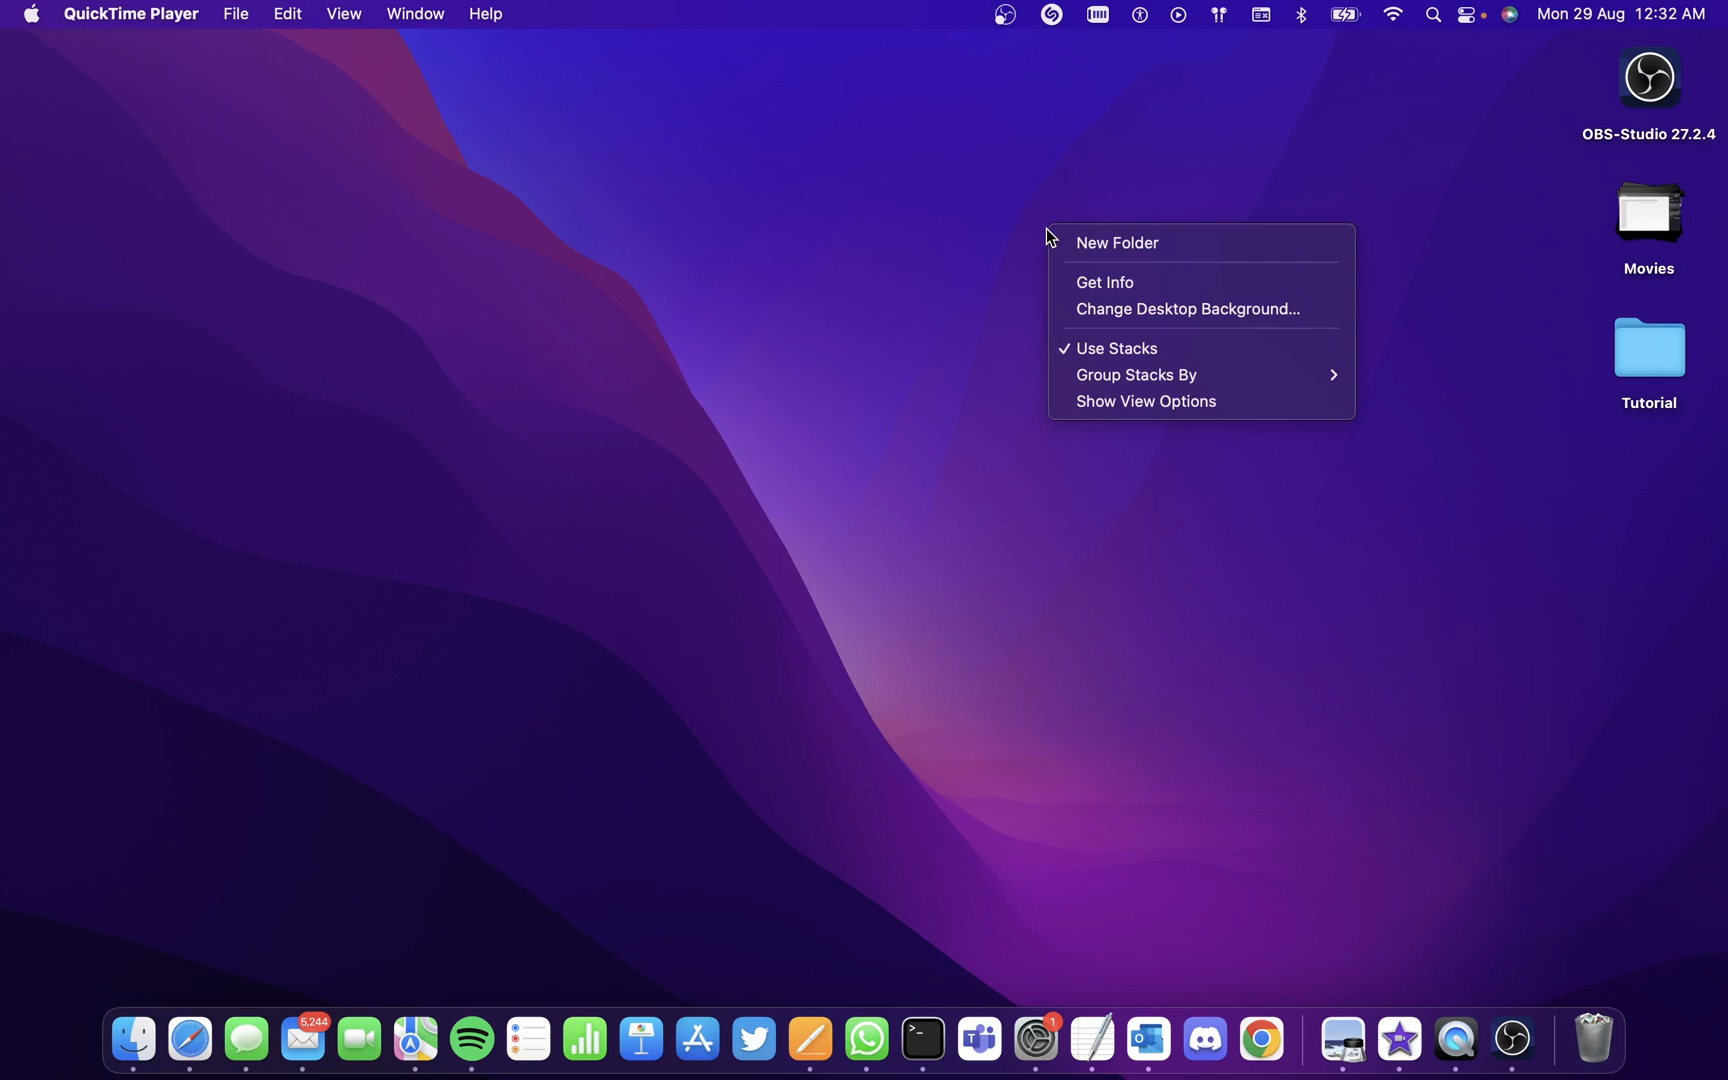 QuickTime Player File Edit View Window Help Mon 29 Aug 12:32 AM
OBS-Studio 27.2.4
Movies
Tutorial
New Folder
Get Info
Change Desktop Background...
✓ Use Stacks
Group Stacks By
Show View Options
5,244
1